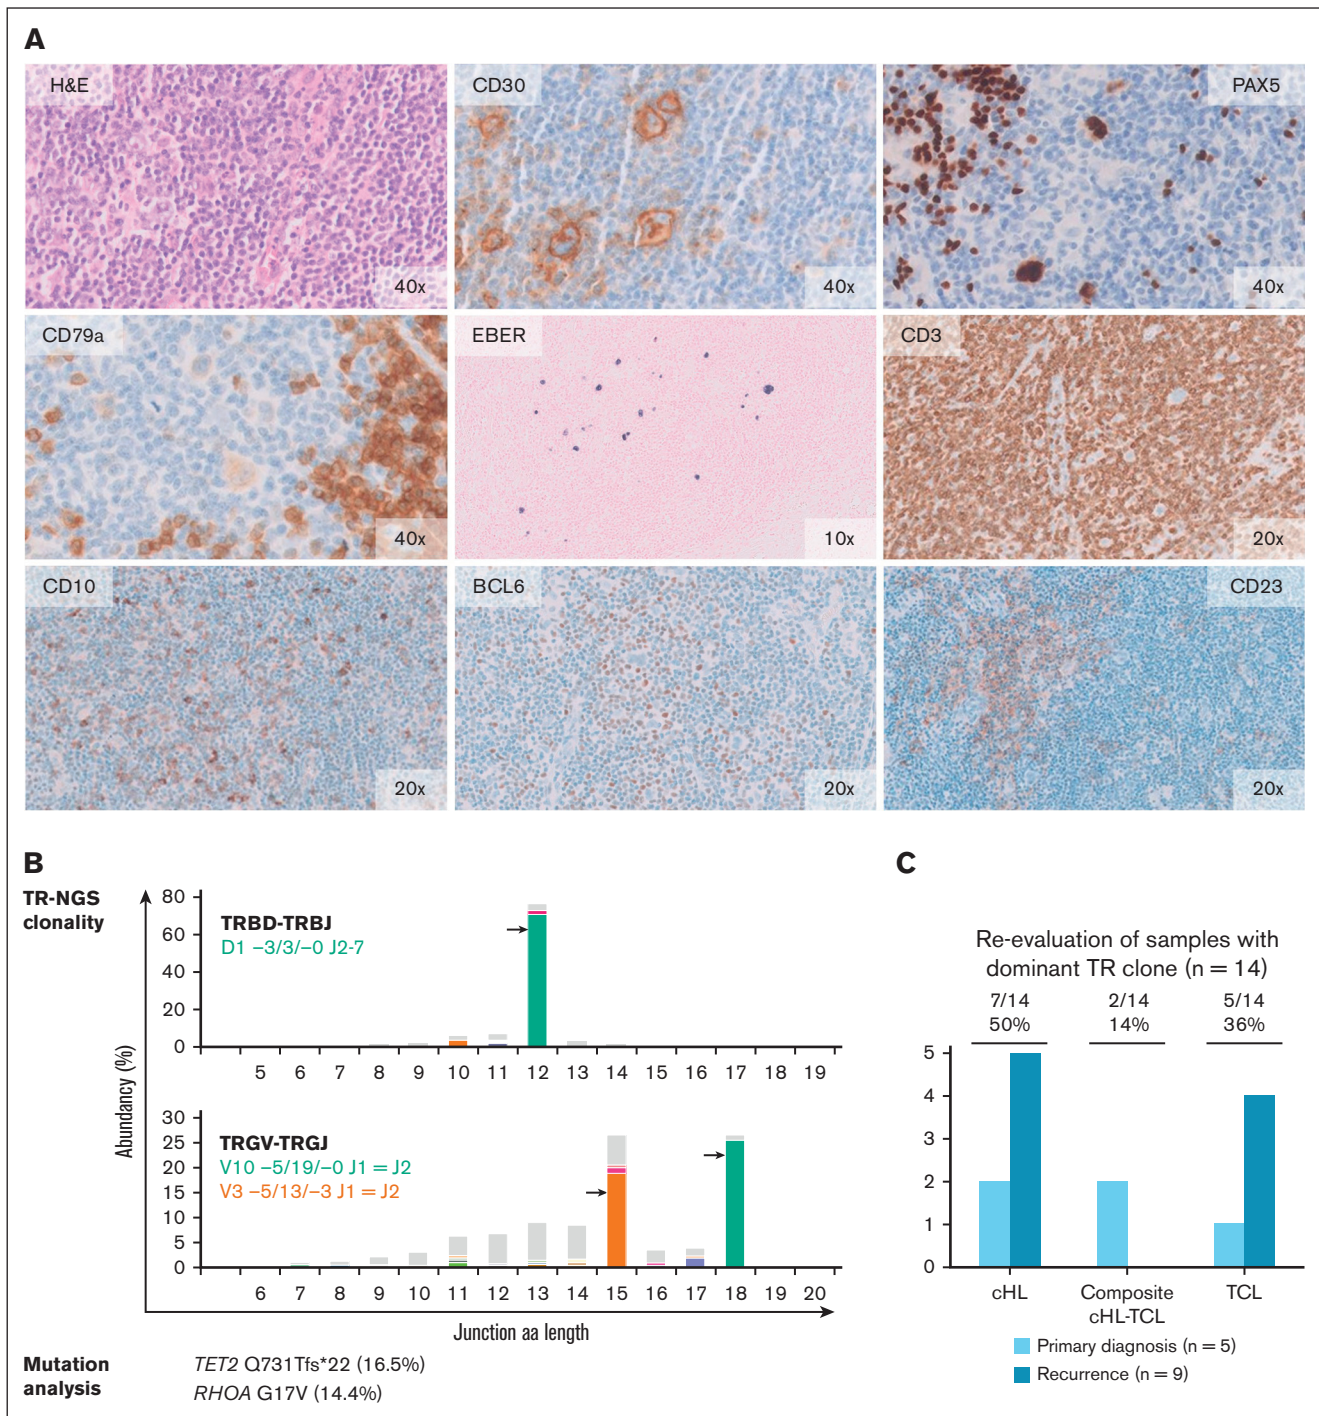 A
H&E
40x
CD30
40x
PAX5
40x
CD79a
40x
EBER
10x
CD3
20x
CD10
20x
BCL6
20x
CD23
20x
B
TR-NGS
clonality
Abundancy (%)
80
60
40
20
0
TRBD-TRBJ
D1 −3/3/−0 J2-7
5 6 7 8 9 10 11 12 13 14 15 16 17 18 19
30
25
20
15
10
5
0
TRGV-TRGJ
V10 −5/19/−0 J1 = J2
V3 −5/13/−3 J1 = J2
6 7 8 9 10 11 12 13 14 15 16 17 18 19 20
Junction aa length
Mutation
analysis
TET2 Q731Tfs*22 (16.5%)
RHOA G17V (14.4%)
C
Re-evaluation of samples with
dominant TR clone (n = 14)
7/14 2/14 5/14
50% 14% 36%
5
4
3
2
1
0
cHL
Composite
cHL-TCL
TCL
Primary diagnosis (n = 5)
Recurrence (n = 9)